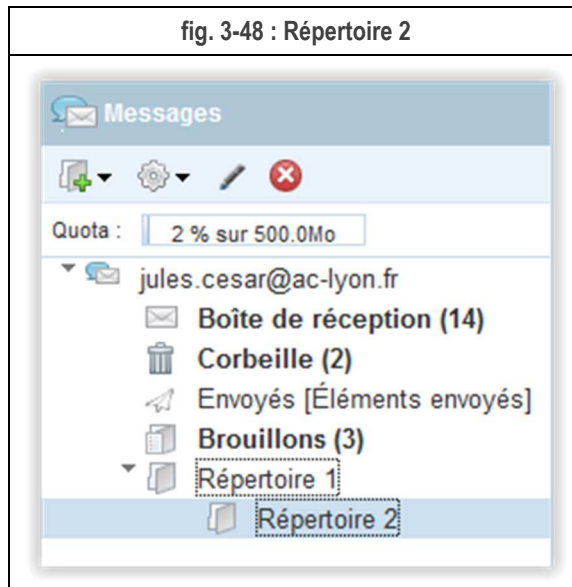 fig. 3-48 : Répertoire 2
Messages
Quota : 2 % sur 500.0Mo
jules.cesar@ac-lyon.fr
Boîte de réception (14)
Corbeille (2)
Envoyés [Éléments envoyés]
Brouillons (3)
Répertoire 1
Répertoire 2